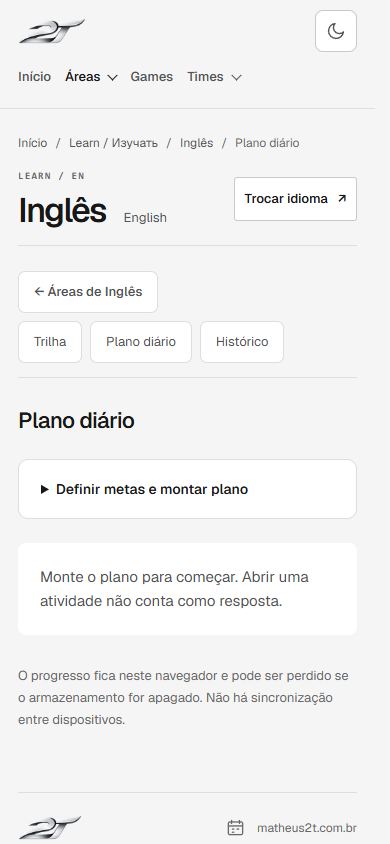 2T
Início Áreas Games Times
Início / Learn / Изучать / Inglês / Plano diário
LEARN / EN
Inglês English
Trocar idioma ↗
← Áreas de Inglês
Trilha Plano diário Histórico
Plano diário
▶ Definir metas e montar plano
Monte o plano para começar. Abrir uma
atividade não conta como resposta.
O progresso fica neste navegador e pode ser perdido se
o armazenamento for apagado. Não há sincronização
entre dispositivos.
2T matheus2t.com.br